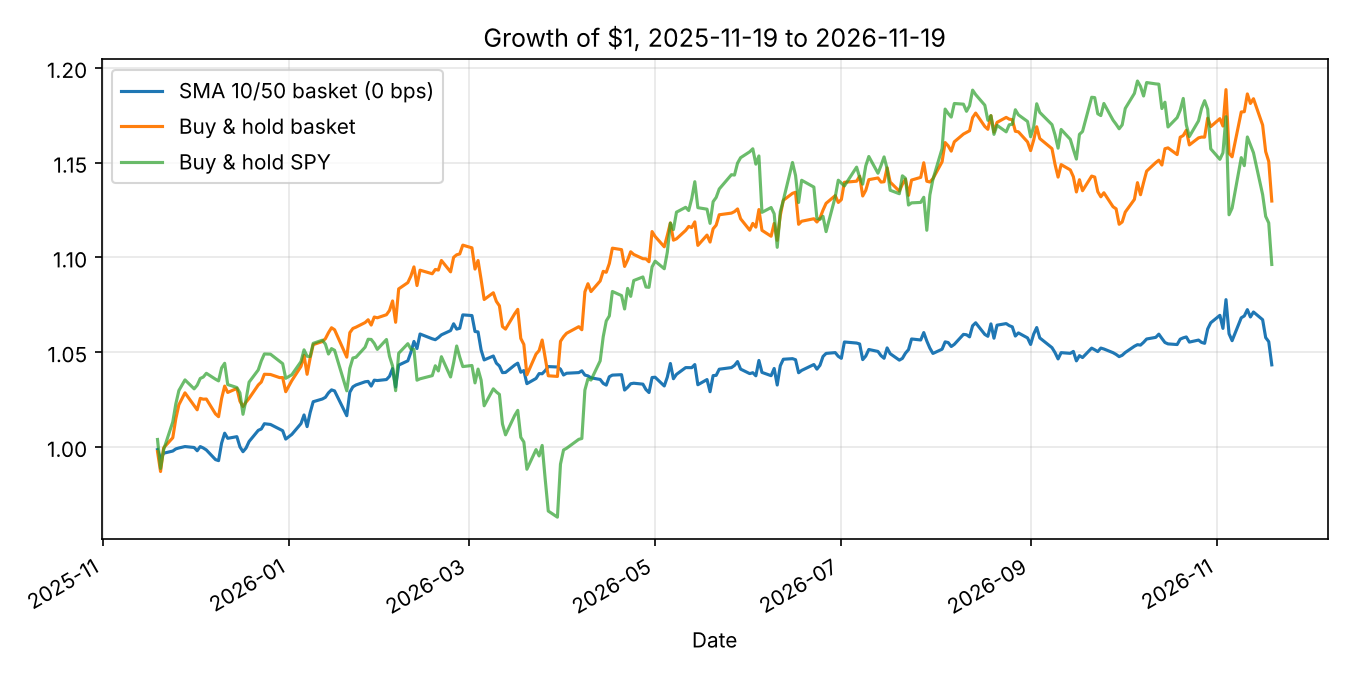 Growth of $1, 2025-11-19 to 2026-11-19
SMA 10/50 basket (0 bps)
Buy & hold basket
Buy & hold SPY
1.20
1.15
1.10
1.05
1.00
2025-11
2026-01
2026-03
2026-05
2026-07
2026-09
2026-11
Date